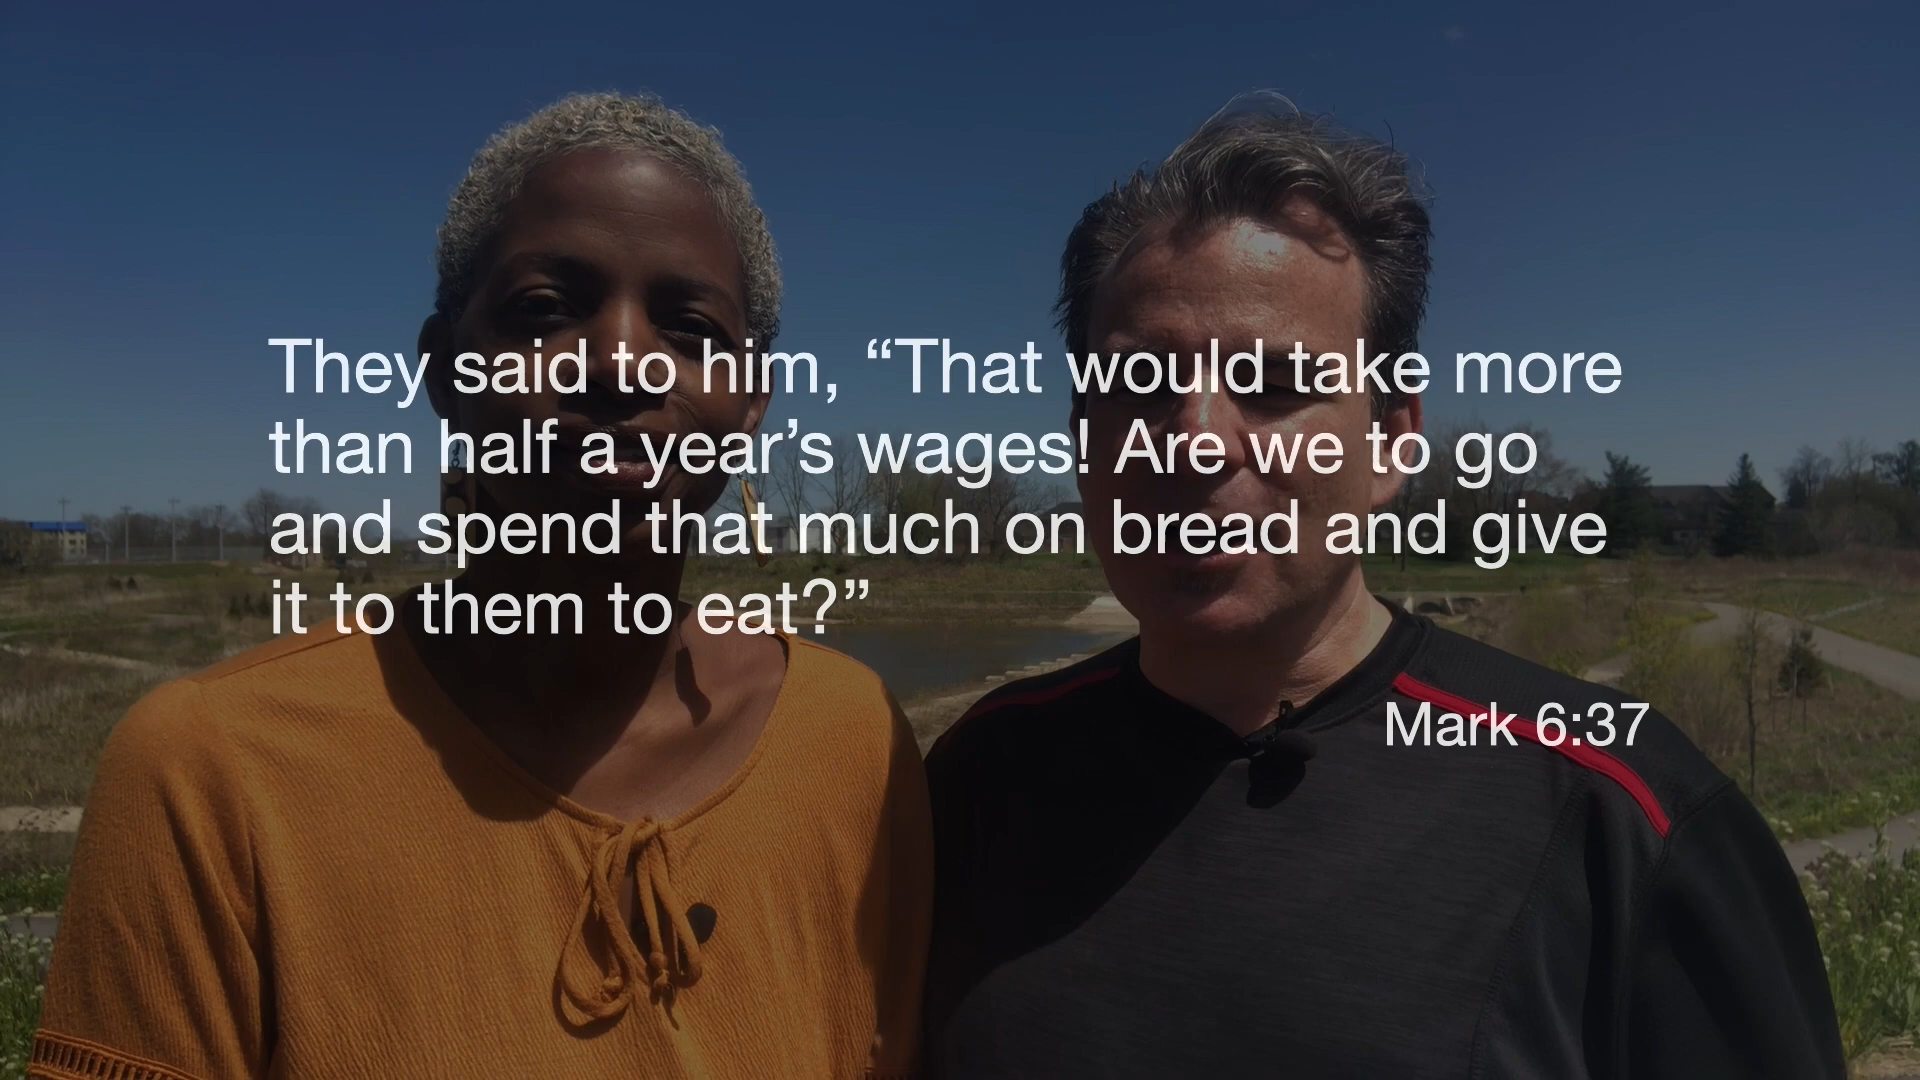 They said to him, “That would take more
than half a year’s wages! Are we to go
and spend that much on bread and give
it to them to eat?”
Mark 6:37